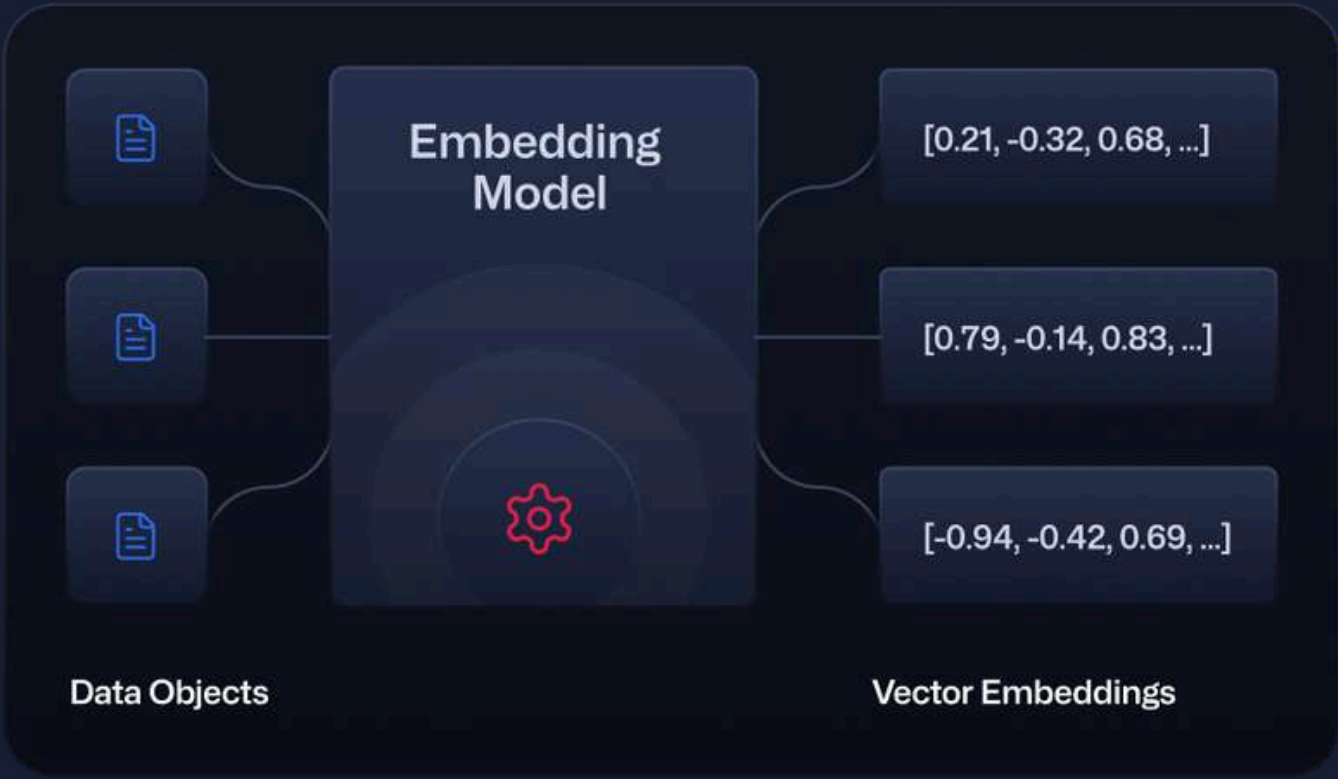 Embedding
Model
[0.21, -0.32, 0.68, ...]
[0.79, -0.14, 0.83, ...]
[-0.94, -0.42, 0.69, ...]
Data Objects
Vector Embeddings